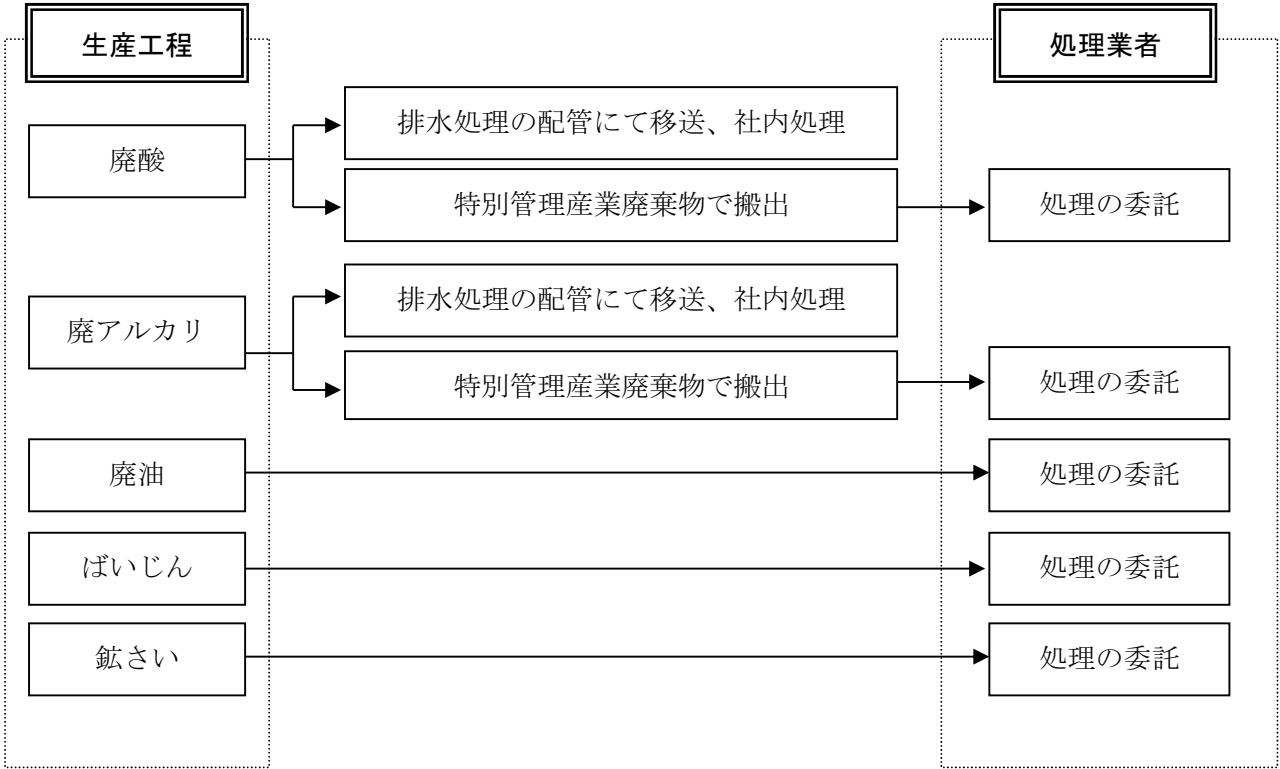 生産工程
処理業者
廃酸
排水処理の配管にて移送、社内処理
特別管理産業廃棄物で搬出
処理の委託
廃アルカリ
排水処理の配管にて移送、社内処理
特別管理産業廃棄物で搬出
処理の委託
廃油
処理の委託
ばいじん
処理の委託
鉱さい
処理の委託